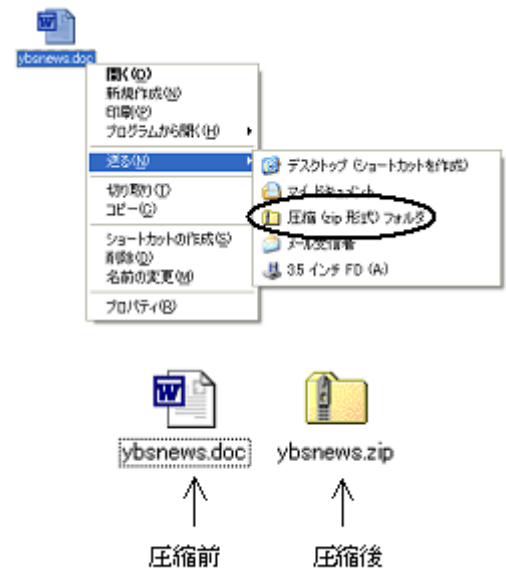 ybsnews.doc
開く(O)
新規作成(N)
印刷(P)
プログラムから開く(H)
送る(N)
切り取り(T)
コピー(C)
ショートカットの作成(S)
削除(D)
名前の変更(M)
プロパティ(R)
デスクトップ (ショートカットを作成)
マイ ドキュメント
圧縮 (zip 形式) フォルダ
メール受信者
3.5 インチ FD (A:)
ybsnews.doc
ybsnews.zip
圧縮前
圧縮後